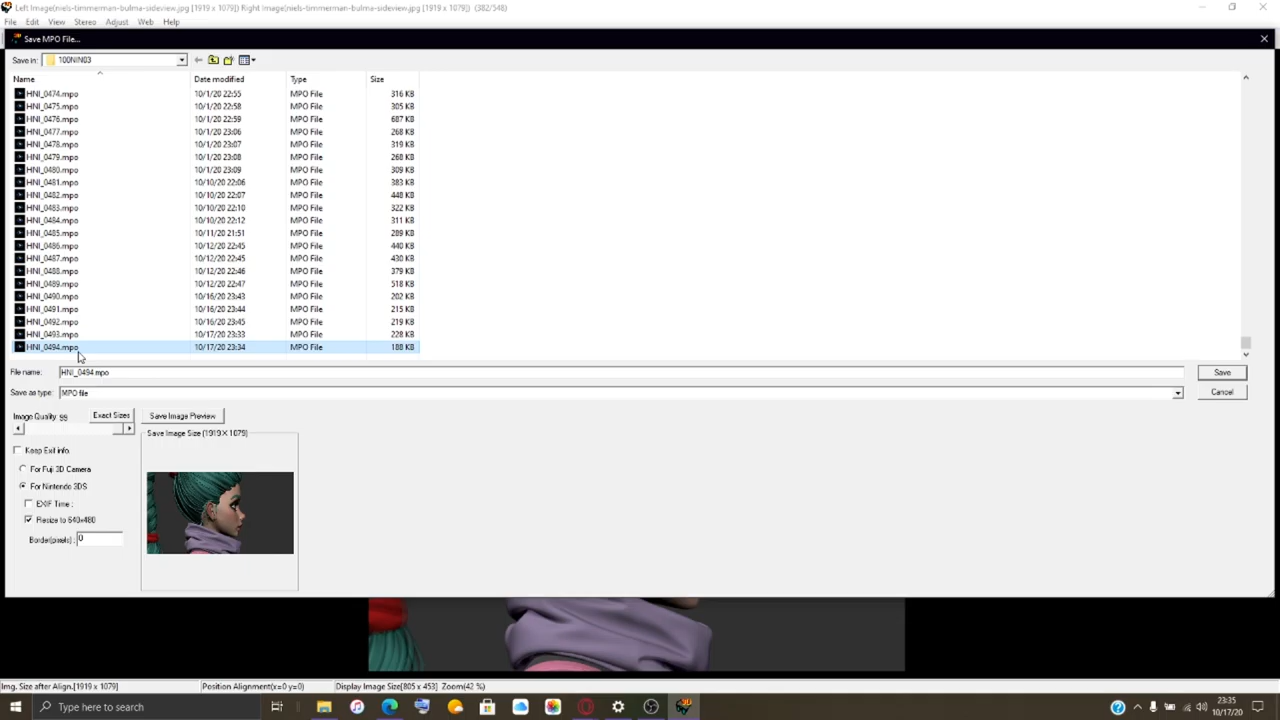 Left Image(niels-timmerman-bulma-sideview.jpg [1919 x 1079]) Right Image(niels-timmerman-bulma-sideview.jpg [1919 x 1079]) (382/548)
File Edit View Stereo Adjust Web Help
Save MPO File...
Save in: 100NIN03
Name Date modified Type Size
HNI_0474.mpo 10/1/20 22:55 MPO File 316 KB
HNI_0475.mpo 10/1/20 22:58 MPO File 305 KB
HNI_0476.mpo 10/1/20 22:59 MPO File 687 KB
HNI_0477.mpo 10/1/20 23:06 MPO File 268 KB
HNI_0478.mpo 10/1/20 23:07 MPO File 319 KB
HNI_0479.mpo 10/1/20 23:08 MPO File 268 KB
HNI_0480.mpo 10/1/20 23:09 MPO File 309 KB
HNI_0481.mpo 10/10/20 22:06 MPO File 383 KB
HNI_0482.mpo 10/10/20 22:07 MPO File 448 KB
HNI_0483.mpo 10/10/20 22:10 MPO File 322 KB
HNI_0484.mpo 10/10/20 22:12 MPO File 311 KB
HNI_0485.mpo 10/11/20 21:51 MPO File 289 KB
HNI_0486.mpo 10/12/20 22:45 MPO File 440 KB
HNI_0487.mpo 10/12/20 22:45 MPO File 430 KB
HNI_0488.mpo 10/12/20 22:46 MPO File 379 KB
HNI_0489.mpo 10/12/20 22:47 MPO File 518 KB
HNI_0490.mpo 10/16/20 23:43 MPO File 202 KB
HNI_0491.mpo 10/16/20 23:44 MPO File 215 KB
HNI_0492.mpo 10/16/20 23:45 MPO File 219 KB
HNI_0493.mpo 10/17/20 23:33 MPO File 228 KB
HNI_0494.mpo 10/17/20 23:34 MPO File 188 KB
File name: HNI_0494.mpo Save
Save as type: MPO file Cancel
Image Quality: 99 Exact Sizes Save Image Preview
Save Image Size (1919×1079)
Keep Exif info.
For Fuji 3D Camera
For Nintendo 3DS
EXIF Time :
Resize to 640x480
Border(pixels) : 0
Img. Size after Align.[1919 x 1079] Position Alignment(x=0 y=0) Display Image Size[805 x 453] Zoom(42 %)
Type here to search
23:35
10/17/20